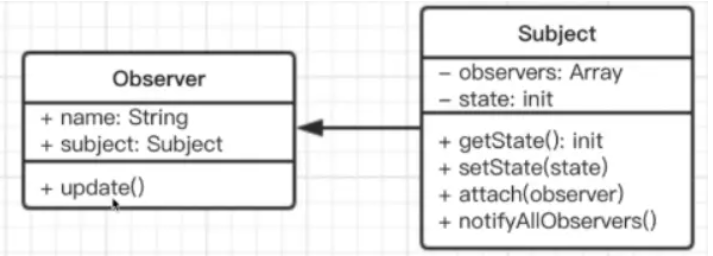 Observer
+ name: String
+ subject: Subject
+ update()
Subject
– observers: Array
– state: init
+ getState(): init
+ setState(state)
+ attach(observer)
+ notifyAllObservers()